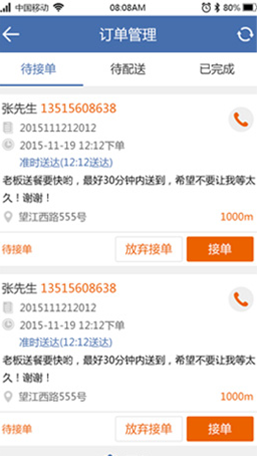 中国移动 08:08AM 80%
订单管理
待接单 待配送 已完成
张先生 13515608638
2015111212012
2015-11-19 12:12下单
准时送达(12:12送达)
老板送餐要快哟，最好30分钟内送到，希望不要让我等太
久！谢谢！
望江西路555号 1000m
待接单 放弃接单 接单
张先生 13515608638
2015111212012
2015-11-19 12:12下单
准时送达(12:12送达)
老板送餐要快哟，最好30分钟内送到，希望不要让我等太
久！谢谢！
望江西路555号 1000m
待接单 放弃接单 接单